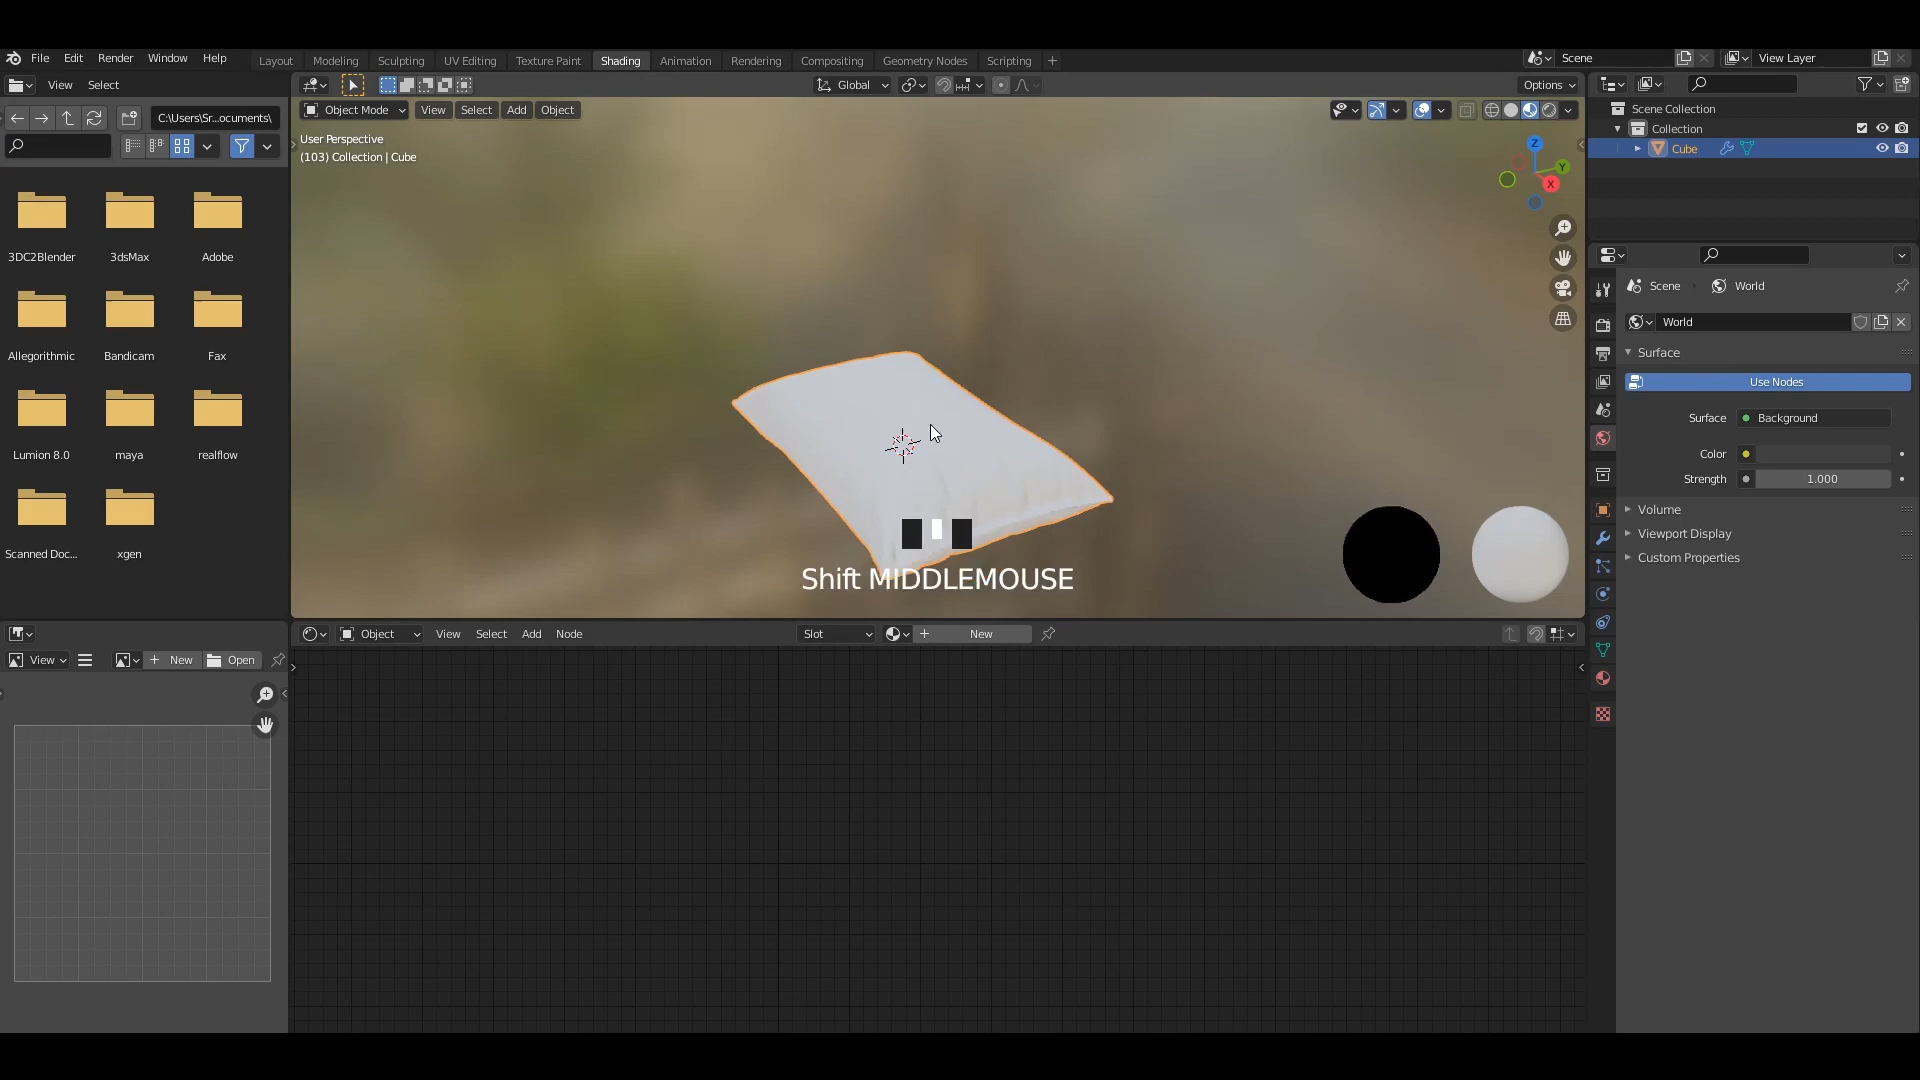 File Edit Render Window Help
Layout Modeling Sculpting UV Editing Texture Paint Shading Animation Rendering Compositing Geometry Nodes Scripting
Scene View Layer
View Select
Global
Options
C:\Users\Sr...ocuments\
Object Mode View Select Add Object
User Perspective
(103) Collection | Cube
Z
Y
X
Scene Collection
Collection
Cube
3DC2Blender 3dsMax Adobe
Allegorithmic Bandicam Fax
Lumion 8.0 maya realflow
Scanned Doc... xgen
Scene World
World
Surface
Use Nodes
Surface Background
Color
Strength 1.000
Volume
Viewport Display
Custom Properties
Shift MIDDLEMOUSE
Object View Select Add Node Slot New
View New Open